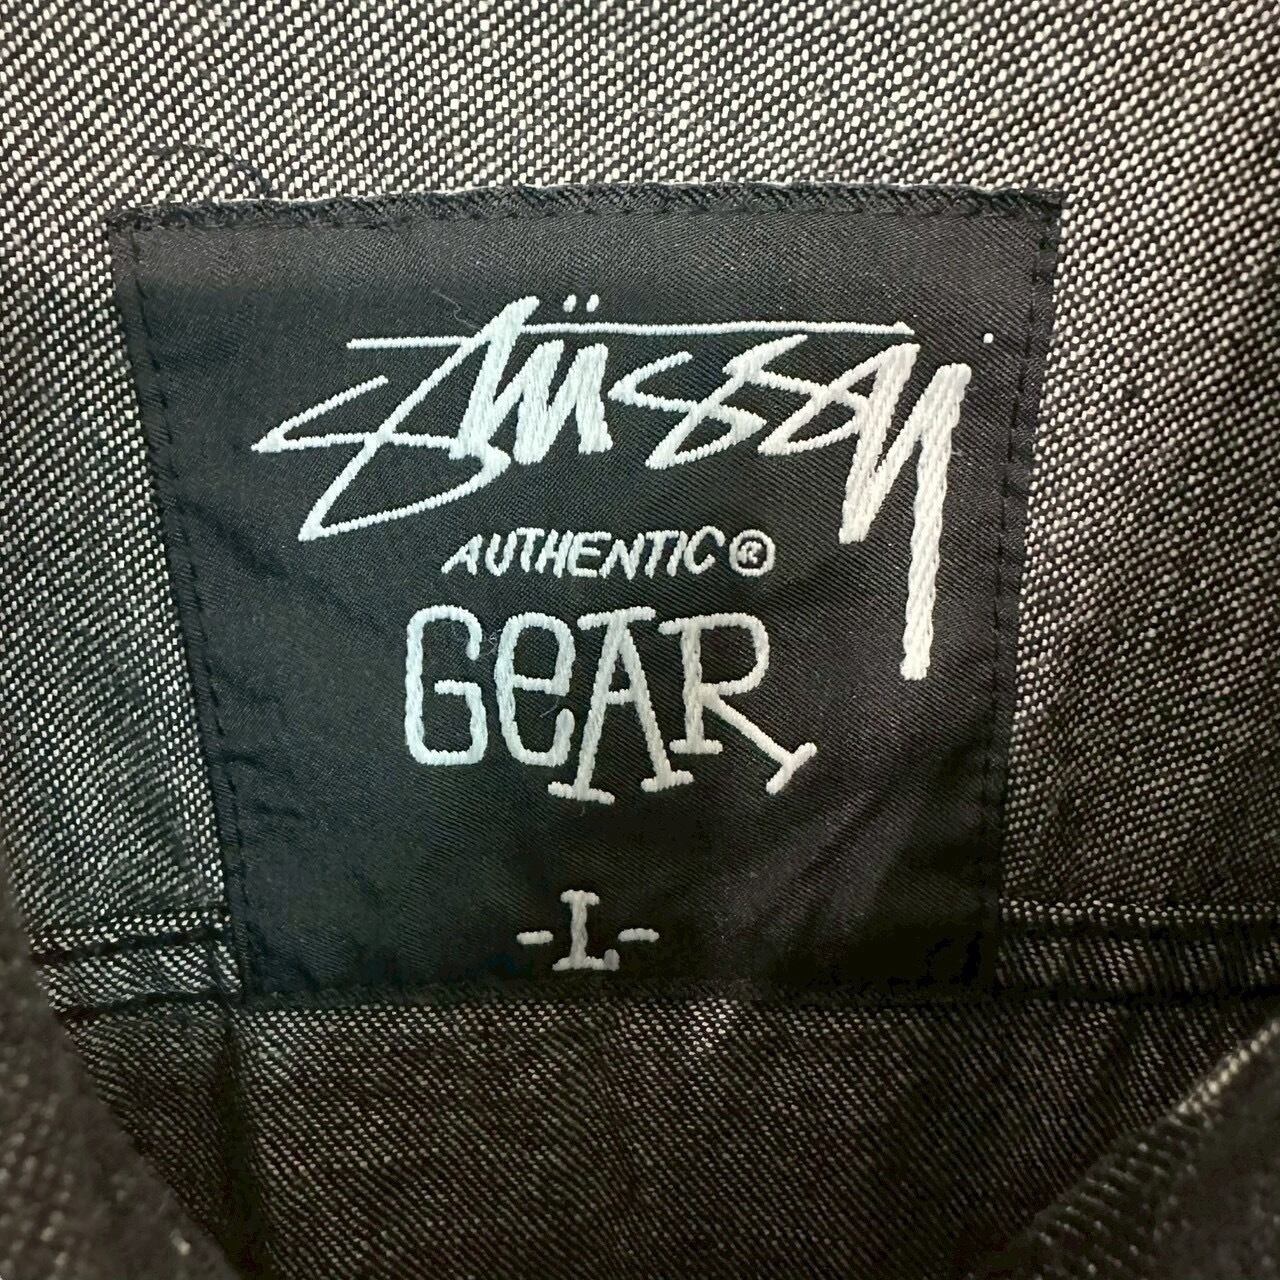 Stüssy
AUTHENTIC®
GeAR
-L-